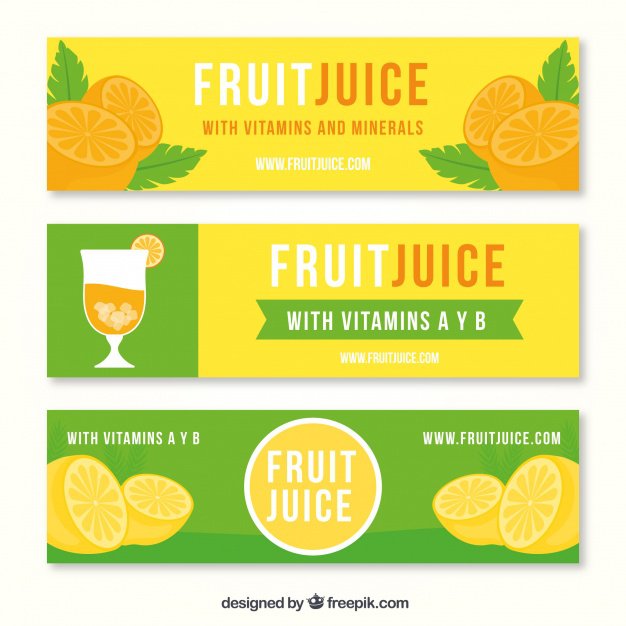 FRUITJUICE
WITH VITAMINS AND MINERALS
WWW.FRUITJUICE.COM
FRUITJUICE
WITH VITAMINS A Y B
WWW.FRUITJUICE.COM
WITH VITAMINS A Y B
FRUIT
JUICE
WWW.FRUITJUICE.COM
designed by freepik.com